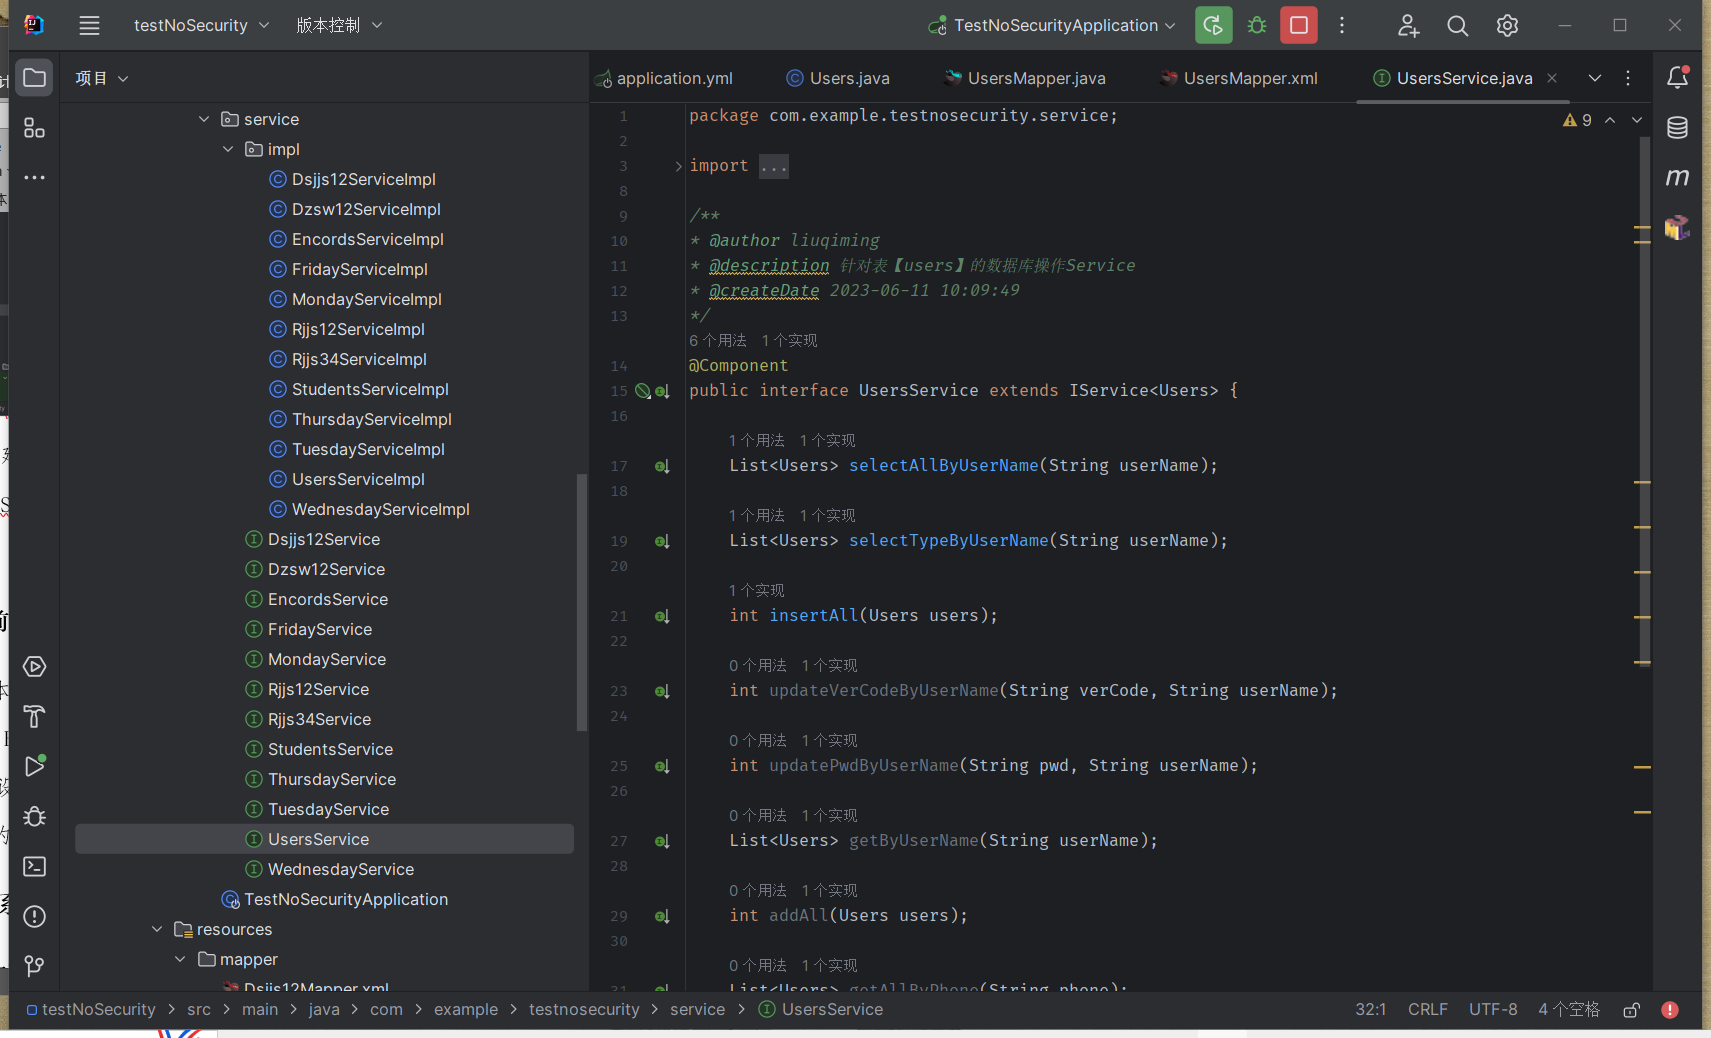 testNoSecurity
版本控制
TestNoSecurityApplication
项目
application.yml
Users.java
UsersMapper.java
UsersMapper.xml
UsersService.java
service
impl
Dsjjs12ServiceImpl
Dzsw12ServiceImpl
EncordsServiceImpl
FridayServiceImpl
MondayServiceImpl
Rjjs12ServiceImpl
Rjjs34ServiceImpl
StudentsServiceImpl
ThursdayServiceImpl
TuesdayServiceImpl
UsersServiceImpl
WednesdayServiceImpl
Dsjjs12Service
Dzsw12Service
EncordsService
FridayService
MondayService
Rjjs12Service
Rjjs34Service
StudentsService
ThursdayService
TuesdayService
UsersService
WednesdayService
TestNoSecurityApplication
resources
mapper
Dsjjs12Mapper.xml
9
1 package com.example.testnosecurity.service;
2
3 import ...
8
9 /**
10 * @author liuqiming
11 * @description 针对表【users】的数据库操作Service
12 * @createDate 2023-06-11 10:09:49
13 */
6 个用法 1 个实现
14 @Component
15 public interface UsersService extends IService<Users> {
16
1 个用法 1 个实现
17 List<Users> selectAllByUserName(String userName);
18
1 个用法 1 个实现
19 List<Users> selectTypeByUserName(String userName);
20
1 个实现
21 int insertAll(Users users);
22
0 个用法 1 个实现
23 int updateVerCodeByUserName(String verCode, String userName);
24
0 个用法 1 个实现
25 int updatePwdByUserName(String pwd, String userName);
26
0 个用法 1 个实现
27 List<Users> getByUserName(String userName);
28
0 个用法 1 个实现
29 int addAll(Users users);
30
0 个用法 1 个实现
31 List<Users> getAllByPhone(String phone);
testNoSecurity > src > main > java > com > example > testnosecurity > service > UsersService
32:1 CRLF UTF-8 4 个空格